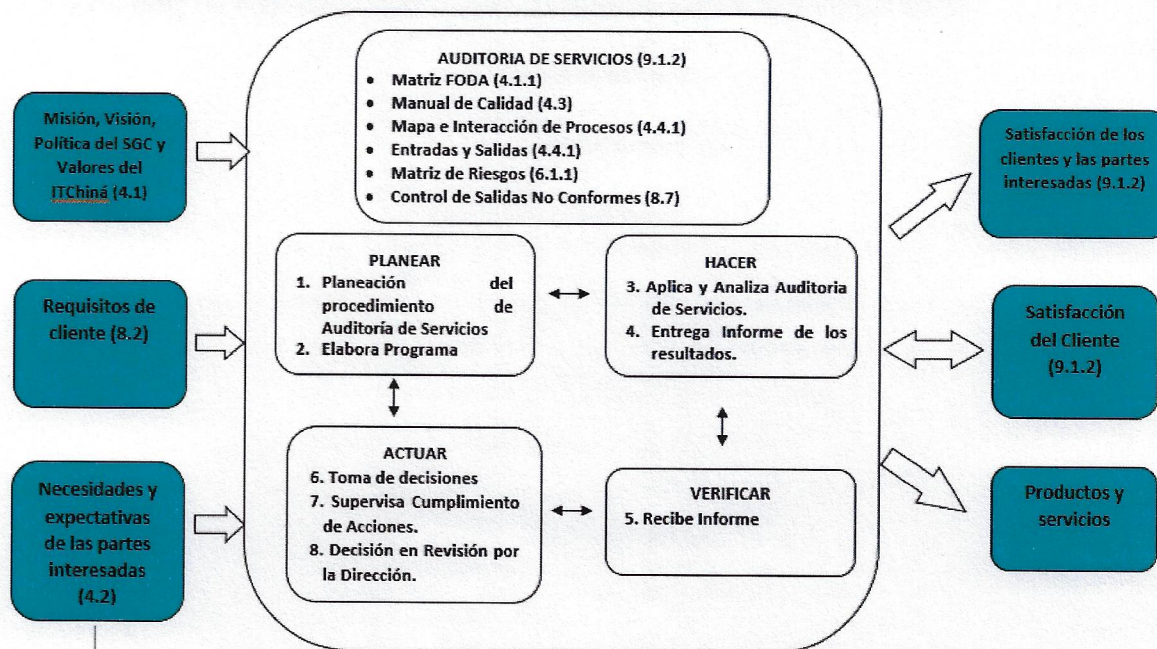 Misión, Visión,
Política del SGC y
Valores del
ITChiná (4.1)
Requisitos de
cliente (8.2)
Necesidades y
expectativas
de las partes
interesadas
(4.2)
AUDITORIA DE SERVICIOS (9.1.2)
• Matriz FODA (4.1.1)
• Manual de Calidad (4.3)
• Mapa e Interacción de Procesos (4.4.1)
• Entradas y Salidas (4.4.1)
• Matriz de Riesgos (6.1.1)
• Control de Salidas No Conformes (8.7)
PLANEAR
1. Planeación del
procedimiento de
Auditoría de Servicios
2. Elabora Programa
HACER
3. Aplica y Analiza Auditoria
de Servicios.
4. Entrega Informe de los
resultados.
ACTUAR
6. Toma de decisiones
7. Supervisa Cumplimiento
de Acciones.
8. Decisión en Revisión por
la Dirección.
VERIFICAR
5. Recibe Informe
Satisfacción de los
clientes y las partes
interesadas (9.1.2)
Satisfacción
del Cliente
(9.1.2)
Productos y
servicios